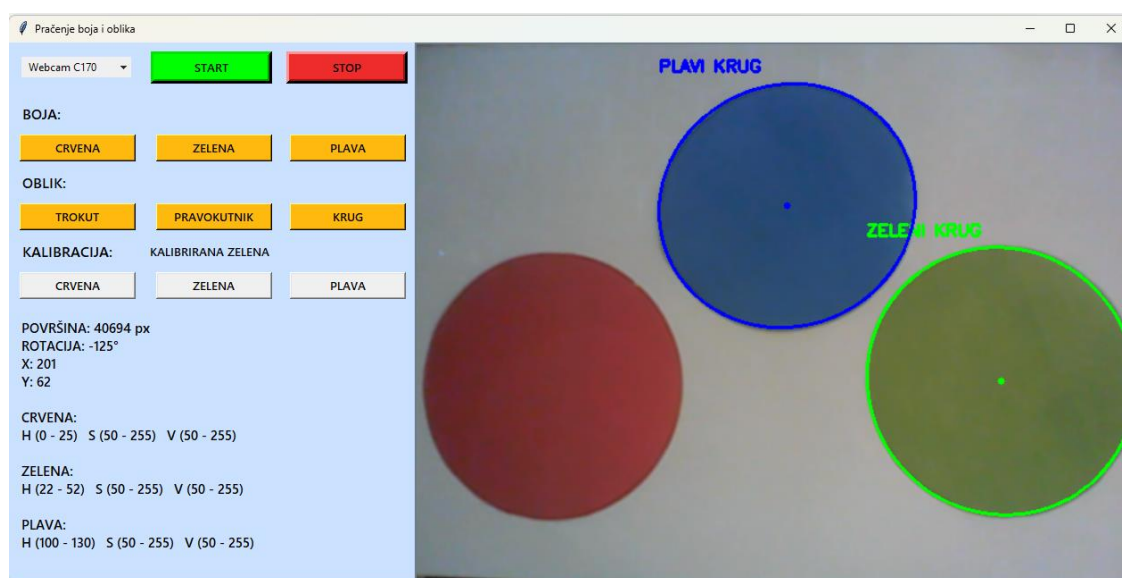 Pračenje boja i oblika
Webcam C170 START STOP
BOJA:
CRVENA ZELENA PLAVA
OBLIK:
TROKUT PRAVOKUTNIK KRUG
KALIBRACIJA: KALIBRIRANA ZELENA
CRVENA ZELENA PLAVA
POVRŠINA: 40694 px
ROTACIJA: -125°
X: 201
Y: 62
CRVENA:
H (0 - 25) S (50 - 255) V (50 - 255)
ZELENA:
H (22 - 52) S (50 - 255) V (50 - 255)
PLAVA:
H (100 - 130) S (50 - 255) V (50 - 255)
PLAVI KRUG
ZELENI KRUG